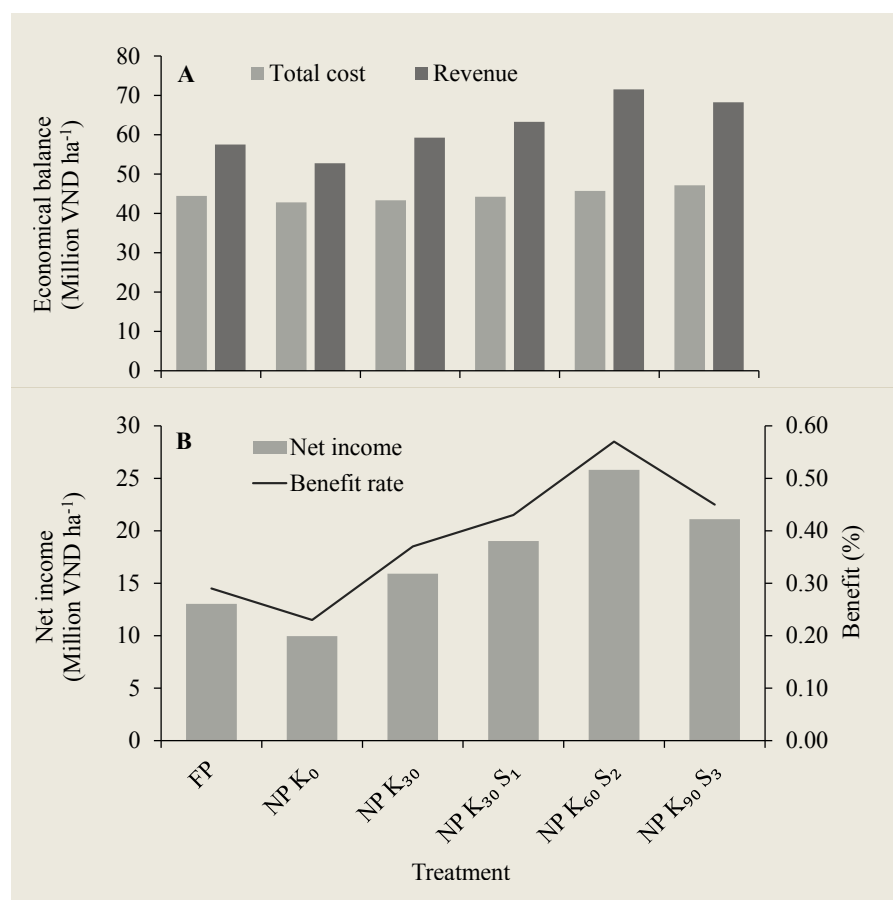 A
Total cost
Revenue
Economical balance
(Million VND ha⁻¹)
80
70
60
50
40
30
20
10
0
B
Net income
Benefit rate
Net income
(Million VND ha⁻¹)
30
25
20
15
10
5
0
0.60
0.50
0.40
0.30
0.20
0.10
0.00
Benefit (%)
FP
NP K₀
NP K₃₀
NP K₃₀ S₁
NP K₆₀ S₂
NP K₉₀ S₃
Treatment